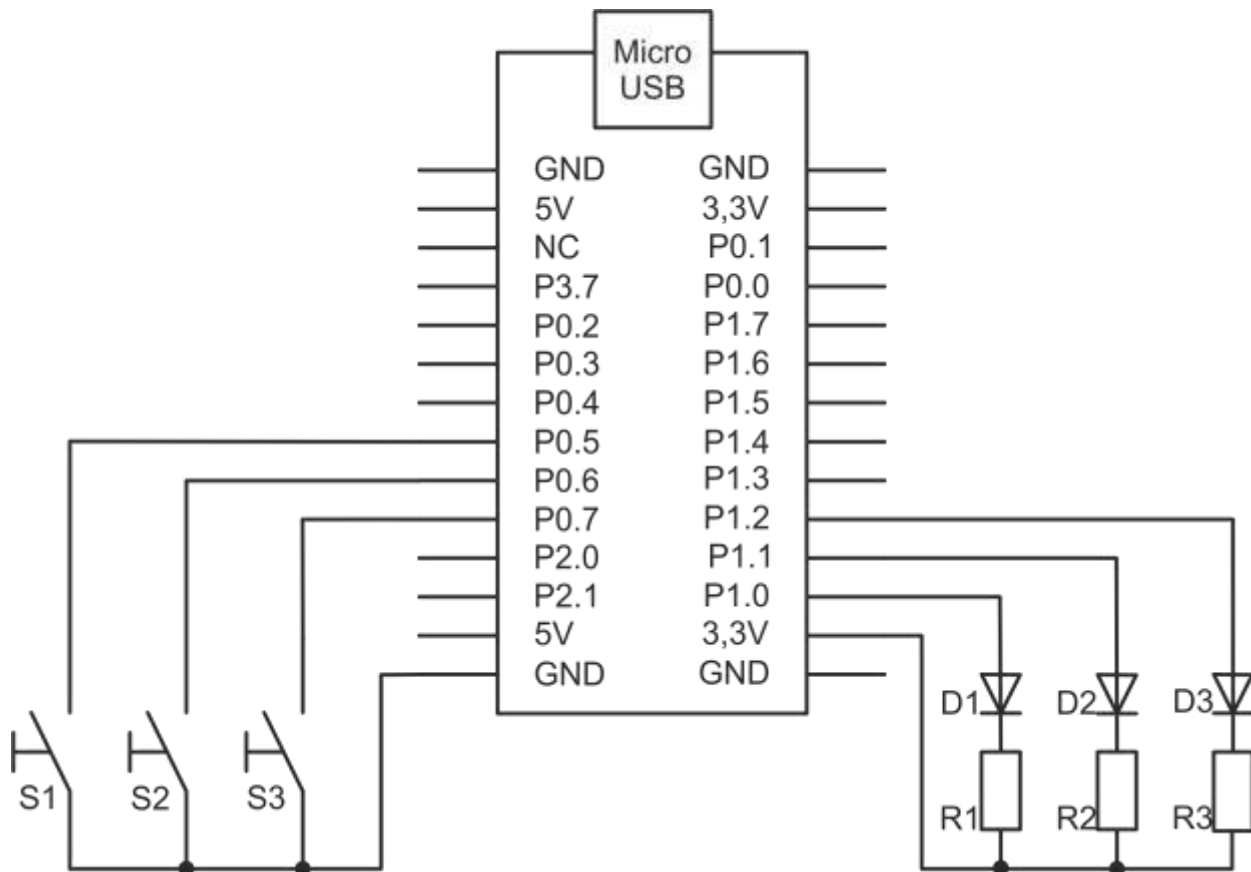 Micro
USB
GND GND
5V 3,3V
NC P0.1
P3.7 P0.0
P0.2 P1.7
P0.3 P1.6
P0.4 P1.5
P0.5 P1.4
P0.6 P1.3
P0.7 P1.2
P2.0 P1.1
P2.1 P1.0
5V 3,3V
GND GND
D1 D2 D3
S1 S2 S3
R1 R2 R3